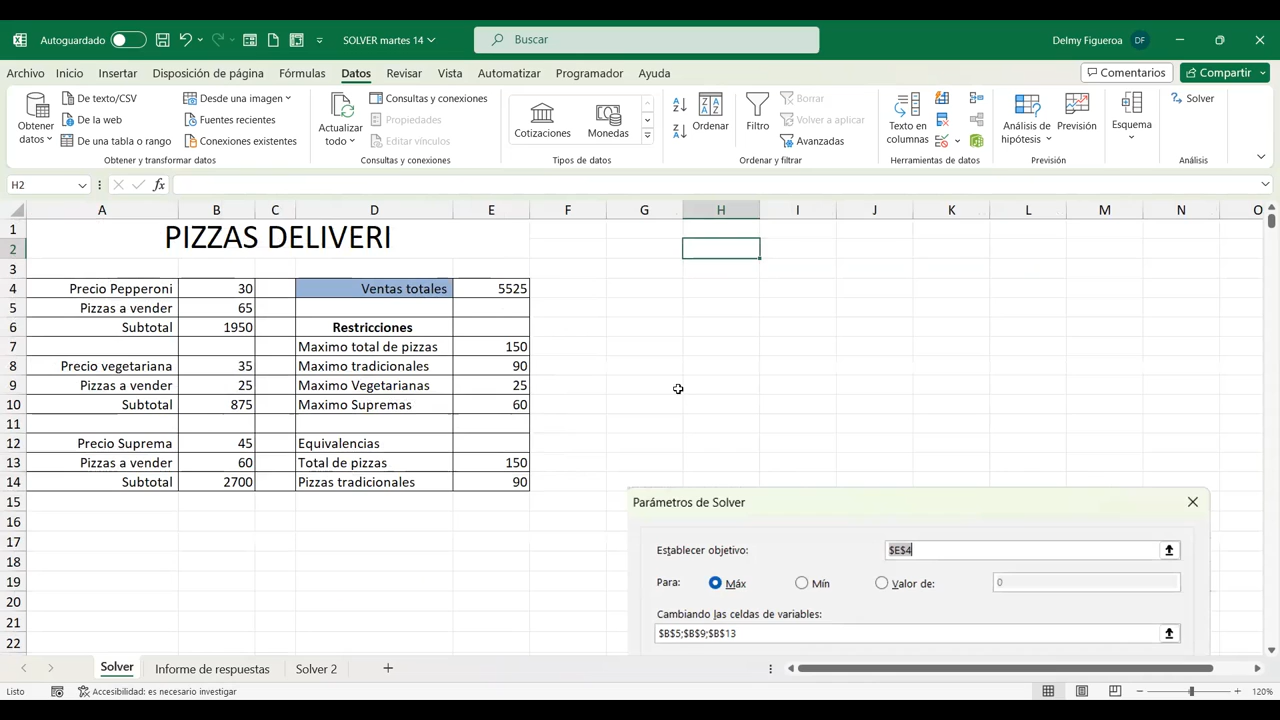 Autoguardado
SOLVER martes 14
Buscar
Delmy Figueroa DF
Archivo Inicio Insertar Disposición de página Fórmulas Datos Revisar Vista Automatizar Programador Ayuda
Comentarios Compartir
Obtener datos
De texto/CSV
De la web
De una tabla o rango
Desde una imagen
Fuentes recientes
Conexiones existentes
Obtener y transformar datos
Actualizar todo
Consultas y conexiones
Propiedades
Editar vínculos
Consultas y conexiones
Cotizaciones
Monedas
Tipos de datos
Ordenar
Filtro
Borrar
Volver a aplicar
Avanzadas
Ordenar y filtrar
Texto en columnas
Herramientas de datos
Análisis de hipótesis
Previsión
Previsión
Esquema
Solver
Análisis
H2
fx
A B C D E F G H I J K L M N O
1 PIZZAS DELIVERI
2
3
4 Precio Pepperoni 30 Ventas totales 5525
5 Pizzas a vender 65
6 Subtotal 1950 Restricciones
7 Maximo total de pizzas 150
8 Precio vegetariana 35 Maximo tradicionales 90
9 Pizzas a vender 25 Maximo Vegetarianas 25
10 Subtotal 875 Maximo Supremas 60
11
12 Precio Suprema 45 Equivalencias
13 Pizzas a vender 60 Total de pizzas 150
14 Subtotal 2700 Pizzas tradicionales 90
15
16
17
18
19
20
21
22
Parámetros de Solver
Establecer objetivo: $E$4
Para: Máx Mín Valor de: 0
Cambiando las celdas de variables:
$B$5;$B$9;$B$13
Solver Informe de respuestas Solver 2
Listo Accesibilidad: es necesario investigar 120%